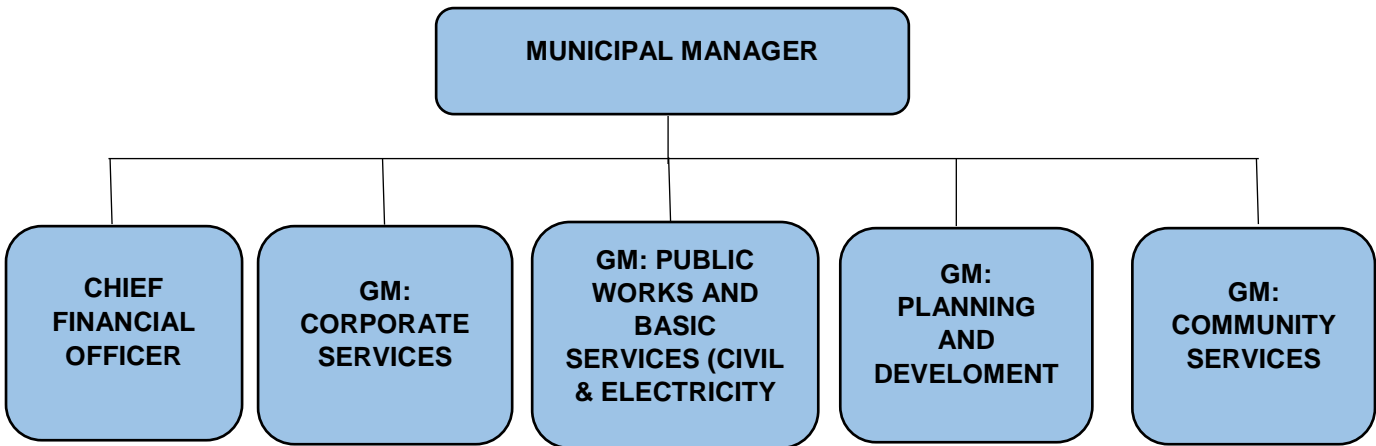 MUNICIPAL MANAGER
CHIEF
FINANCIAL
OFFICER
GM:
CORPORATE
SERVICES
GM: PUBLIC
WORKS AND
BASIC
SERVICES (CIVIL
& ELECTRICITY
GM:
PLANNING
AND
DEVELOMENT
GM:
COMMUNITY
SERVICES